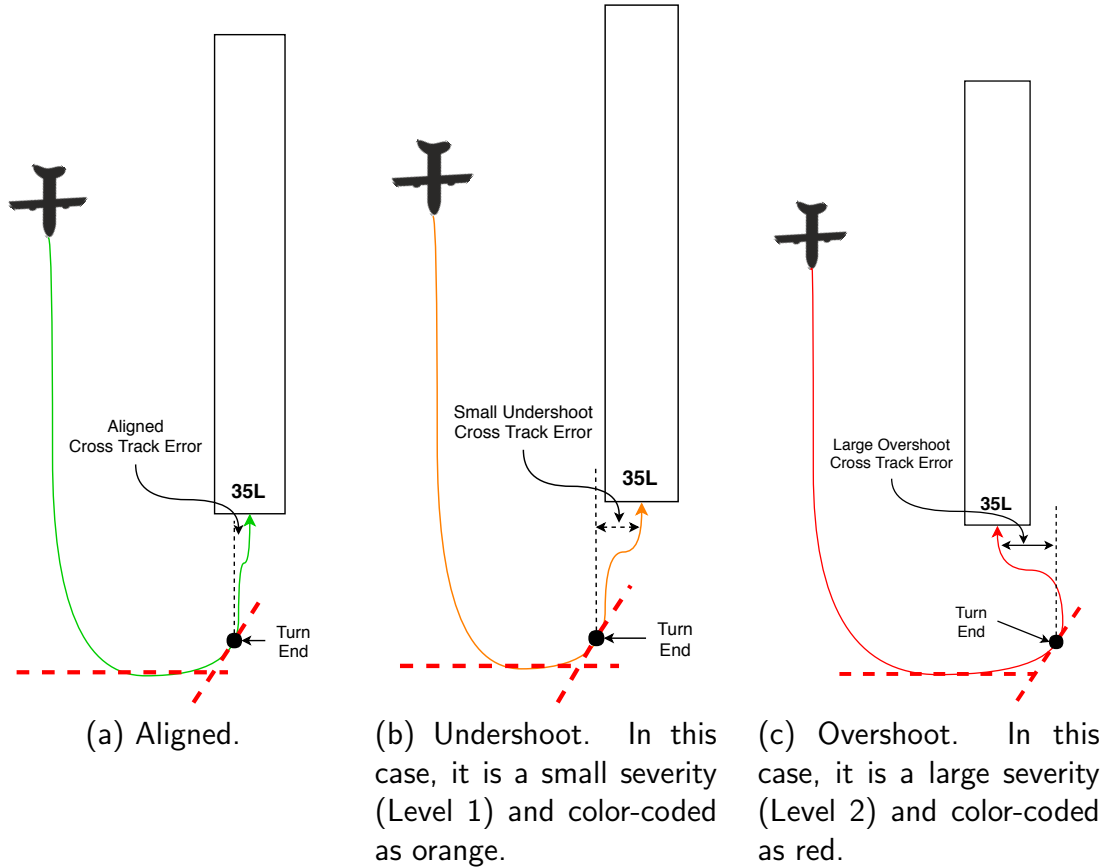 Aligned
Cross Track Error
35L
Turn
End
(a) Aligned.
Small Undershoot
Cross Track Error
35L
Turn
End
(b) Undershoot. In this
case, it is a small severity
(Level 1) and color-coded
as orange.
Large Overshoot
Cross Track Error
35L
Turn
End
(c) Overshoot. In this
case, it is a large severity
(Level 2) and color-coded
as red.